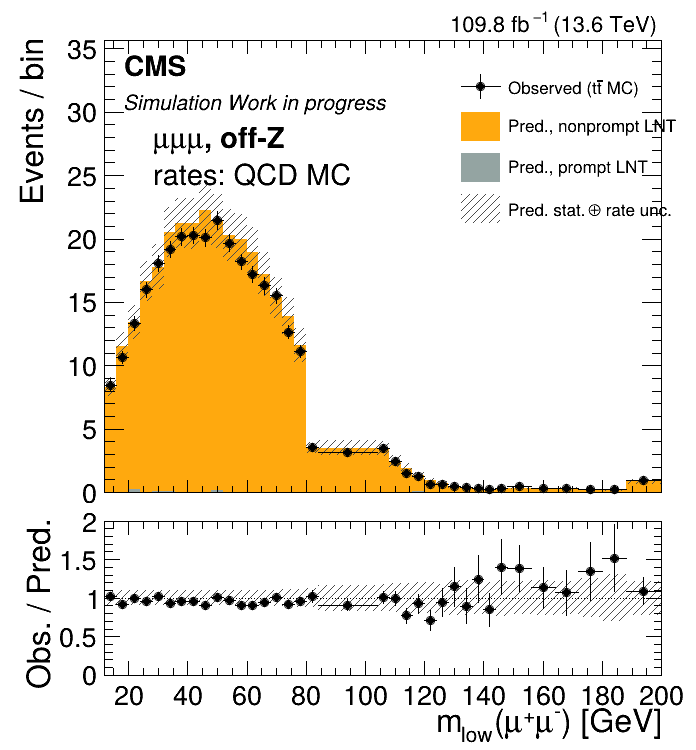 109.8 fb⁻¹ (13.6 TeV)
CMS
Simulation Work in progress
μμμ, off-Z
rates: QCD MC
Observed (tt̄ MC)
Pred., nonprompt LNT
Pred., prompt LNT
Pred. stat. ⊕ rate unc.
Events / bin
35
30
25
20
15
10
5
0
Obs. / Pred.
2
1.5
1
0.5
0
20 40 60 80 100 120 140 160 180 200
m_low(μ⁺μ⁻) [GeV]